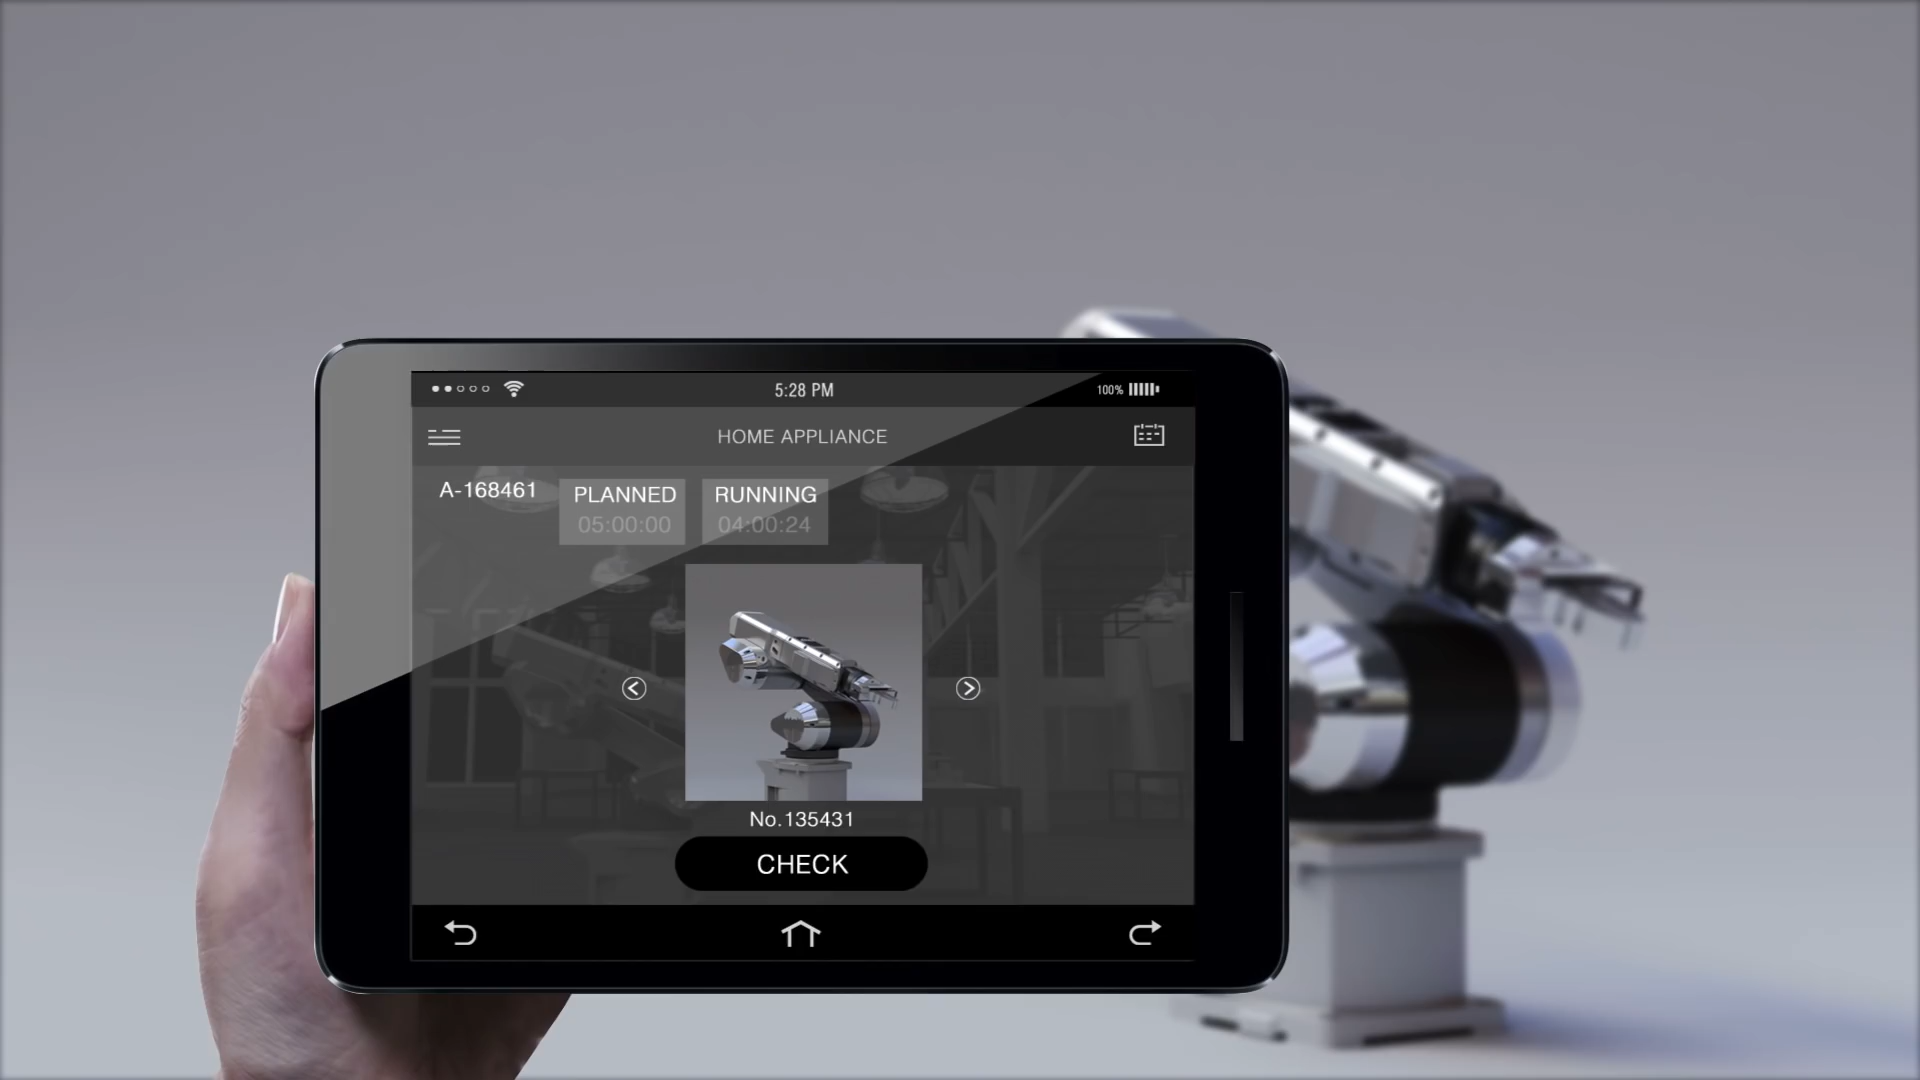 5:28 PM
100%
HOME APPLIANCE
A-168461
PLANNED
05:00:00
RUNNING
04:00:24
No.135431
CHECK